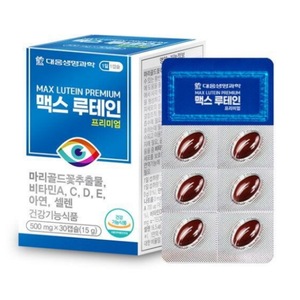 대웅생명과학
MAX LUTEIN PREMIUM
맥스 루테인
프리미엄
마리골드꽃추출물,
비타민A, C, D, E,
아연, 셀렌
건강기능식품
500 mg × 30캡슐(15 g)
대웅생명과학
MAX LUTEIN PREMIUM
맥스 루테인
프리미엄